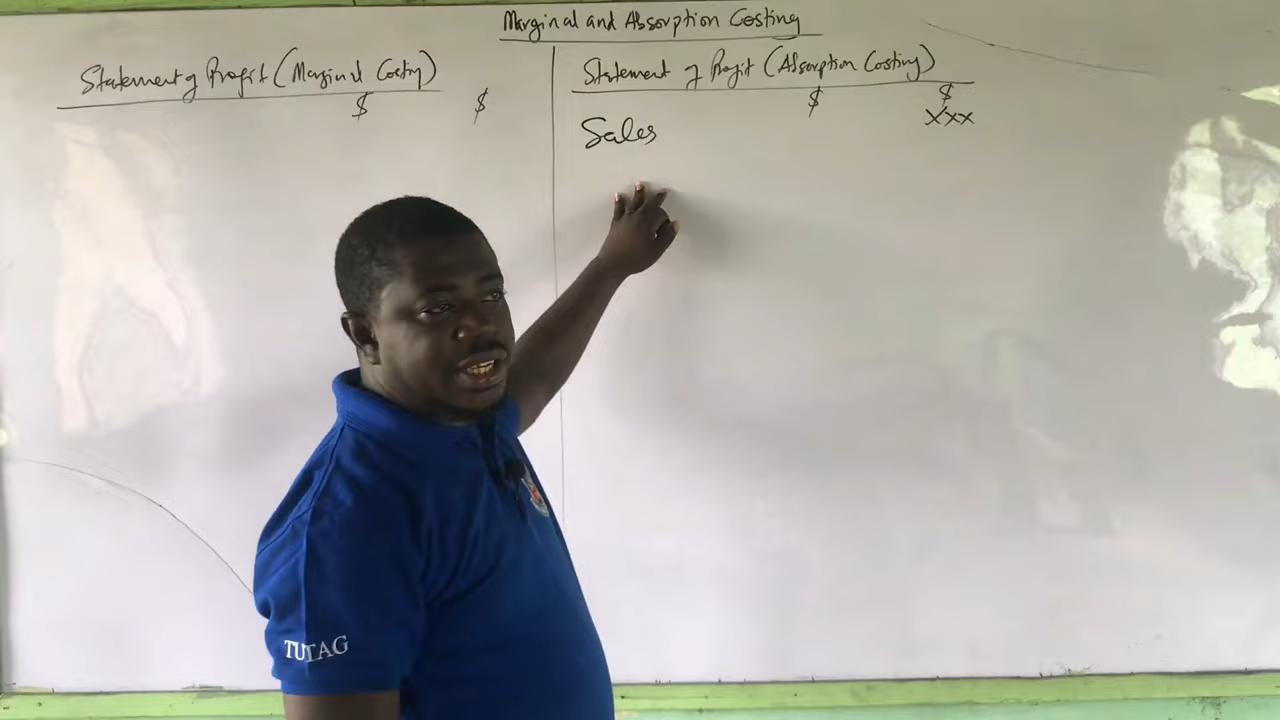 Marginal and Absorption Costing
Statement of Profit (Marginal Costing)
$ $
Statement of Profit (Absorption Costing)
$ $
Sales xxx
TUTAG